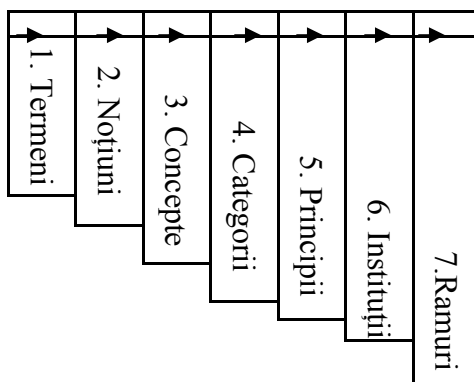 1. Termeni
2. Noțiuni
3. Concepte
4. Categorii
5. Principii
6. Instituții
7.Ramuri